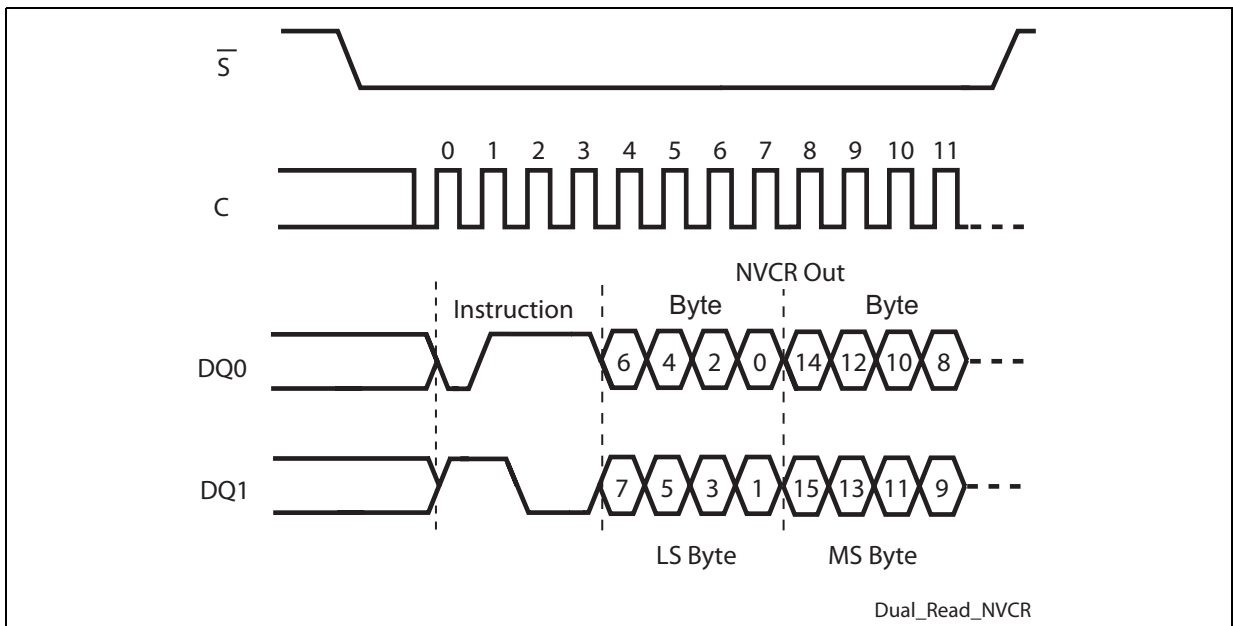 S
0 1 2 3 4 5 6 7 8 9 10 11
C
NVCR Out
Instruction Byte Byte
DQ0 6 4 2 0 14 12 10 8
DQ1 7 5 3 1 15 13 11 9
LS Byte MS Byte
Dual_Read_NVCR